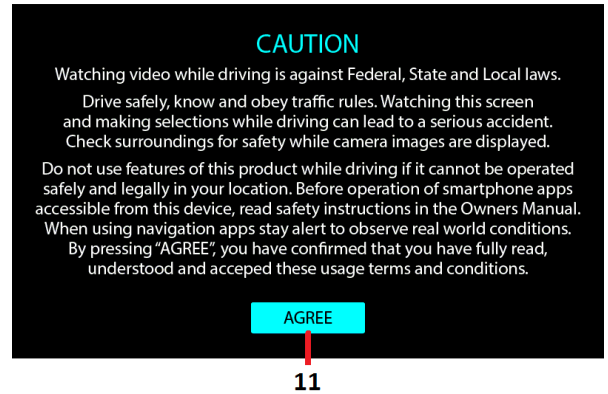 CAUTION
Watching video while driving is against Federal, State and Local laws.
Drive safely, know and obey traffic rules. Watching this screen
and making selections while driving can lead to a serious accident.
Check surroundings for safety while camera images are displayed.
Do not use features of this product while driving if it cannot be operated
safely and legally in your location. Before operation of smartphone apps
accessible from this device, read safety instructions in the Owners Manual.
When using navigation apps stay alert to observe real world conditions.
By pressing “AGREE”, you have confirmed that you have fully read,
understood and acceped these usage terms and conditions.
AGREE
11